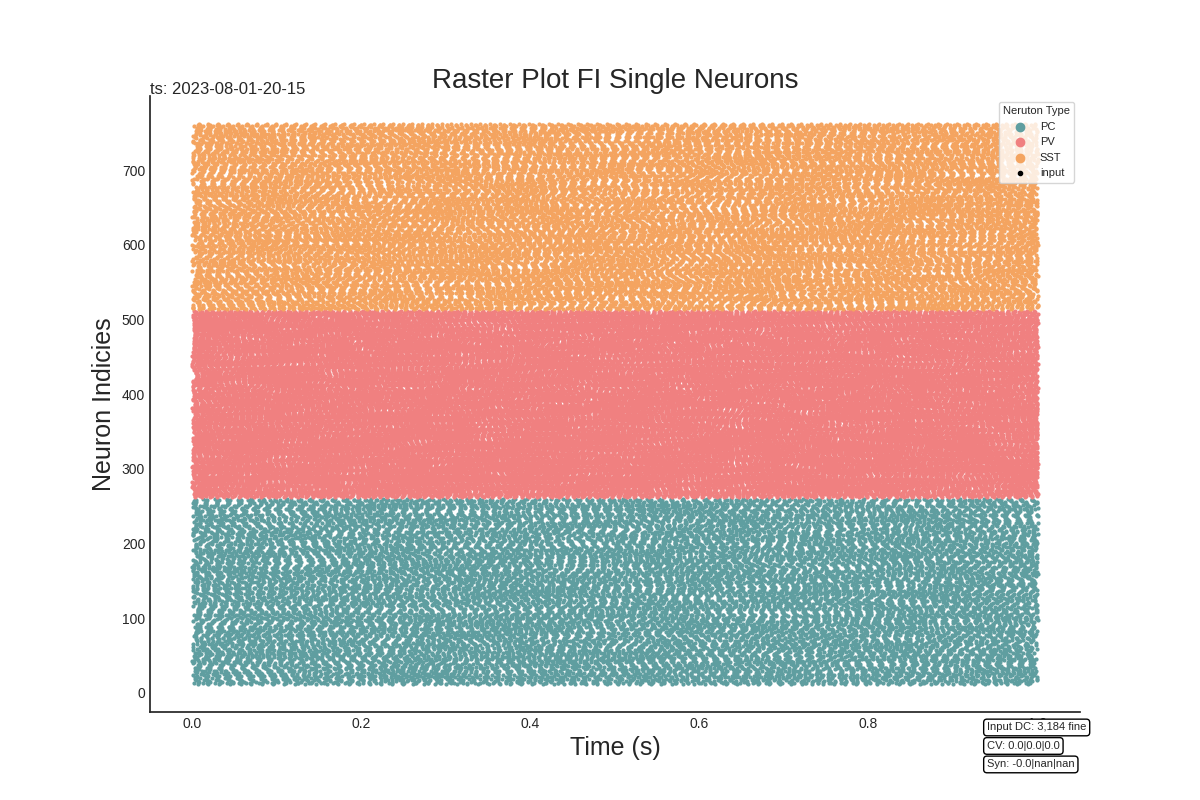 Raster Plot FI Single Neurons
ts: 2023-08-01-20-15
Neruton Type
PC
PV
SST
input
Neuron Indicies
700
600
500
400
300
200
100
0
0.0 0.2 0.4 0.6 0.8
Time (s)
Input DC: 3,184 fine
CV: 0.0|0.0|0.0
Syn: -0.0|nan|nan